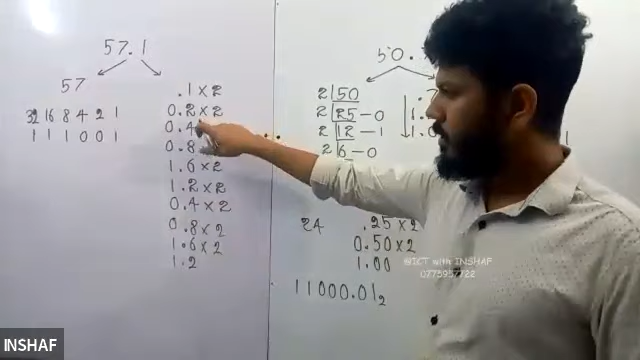 57.1
57
32 16 8 4 2 1
1 1 1 0 0 1
.1 × 2
0.2 × 2
0.4
0.8
1.6 × 2
1.2 × 2
0.4 × 2
0.8 × 2
1.6 × 2
1.2
50.
2 50
2 25 – 0
2 12 – 1
2 6 – 0
24
.25 × 2
0.50 × 2
1.00
11000.01₂
@ICT with INSHAF
0773957722
INSHAF